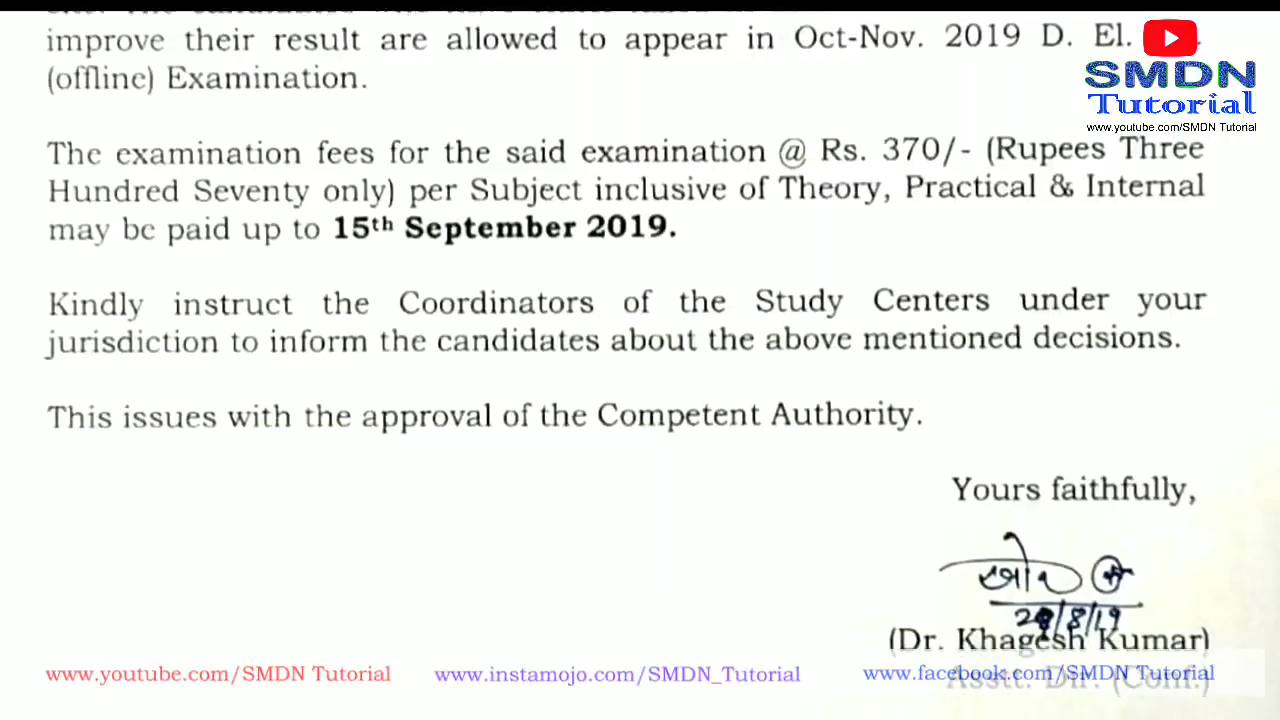 improve their result are allowed to appear in Oct-Nov. 2019 D. El.
(offline) Examination.
SMDN
Tutorial
www.youtube.com/SMDN Tutorial
The examination fees for the said examination @ Rs. 370/- (Rupees Three
Hundred Seventy only) per Subject inclusive of Theory, Practical & Internal
may be paid up to 15th September 2019.
Kindly instruct the Coordinators of the Study Centers under your
jurisdiction to inform the candidates about the above mentioned decisions.
This issues with the approval of the Competent Authority.
Yours faithfully,
(Dr. Khagesh Kumar)
Asstt. Dir. (Conf.)
www.youtube.com/SMDN Tutorial
www.instamojo.com/SMDN_Tutorial
www.facebook.com/SMDN Tutorial